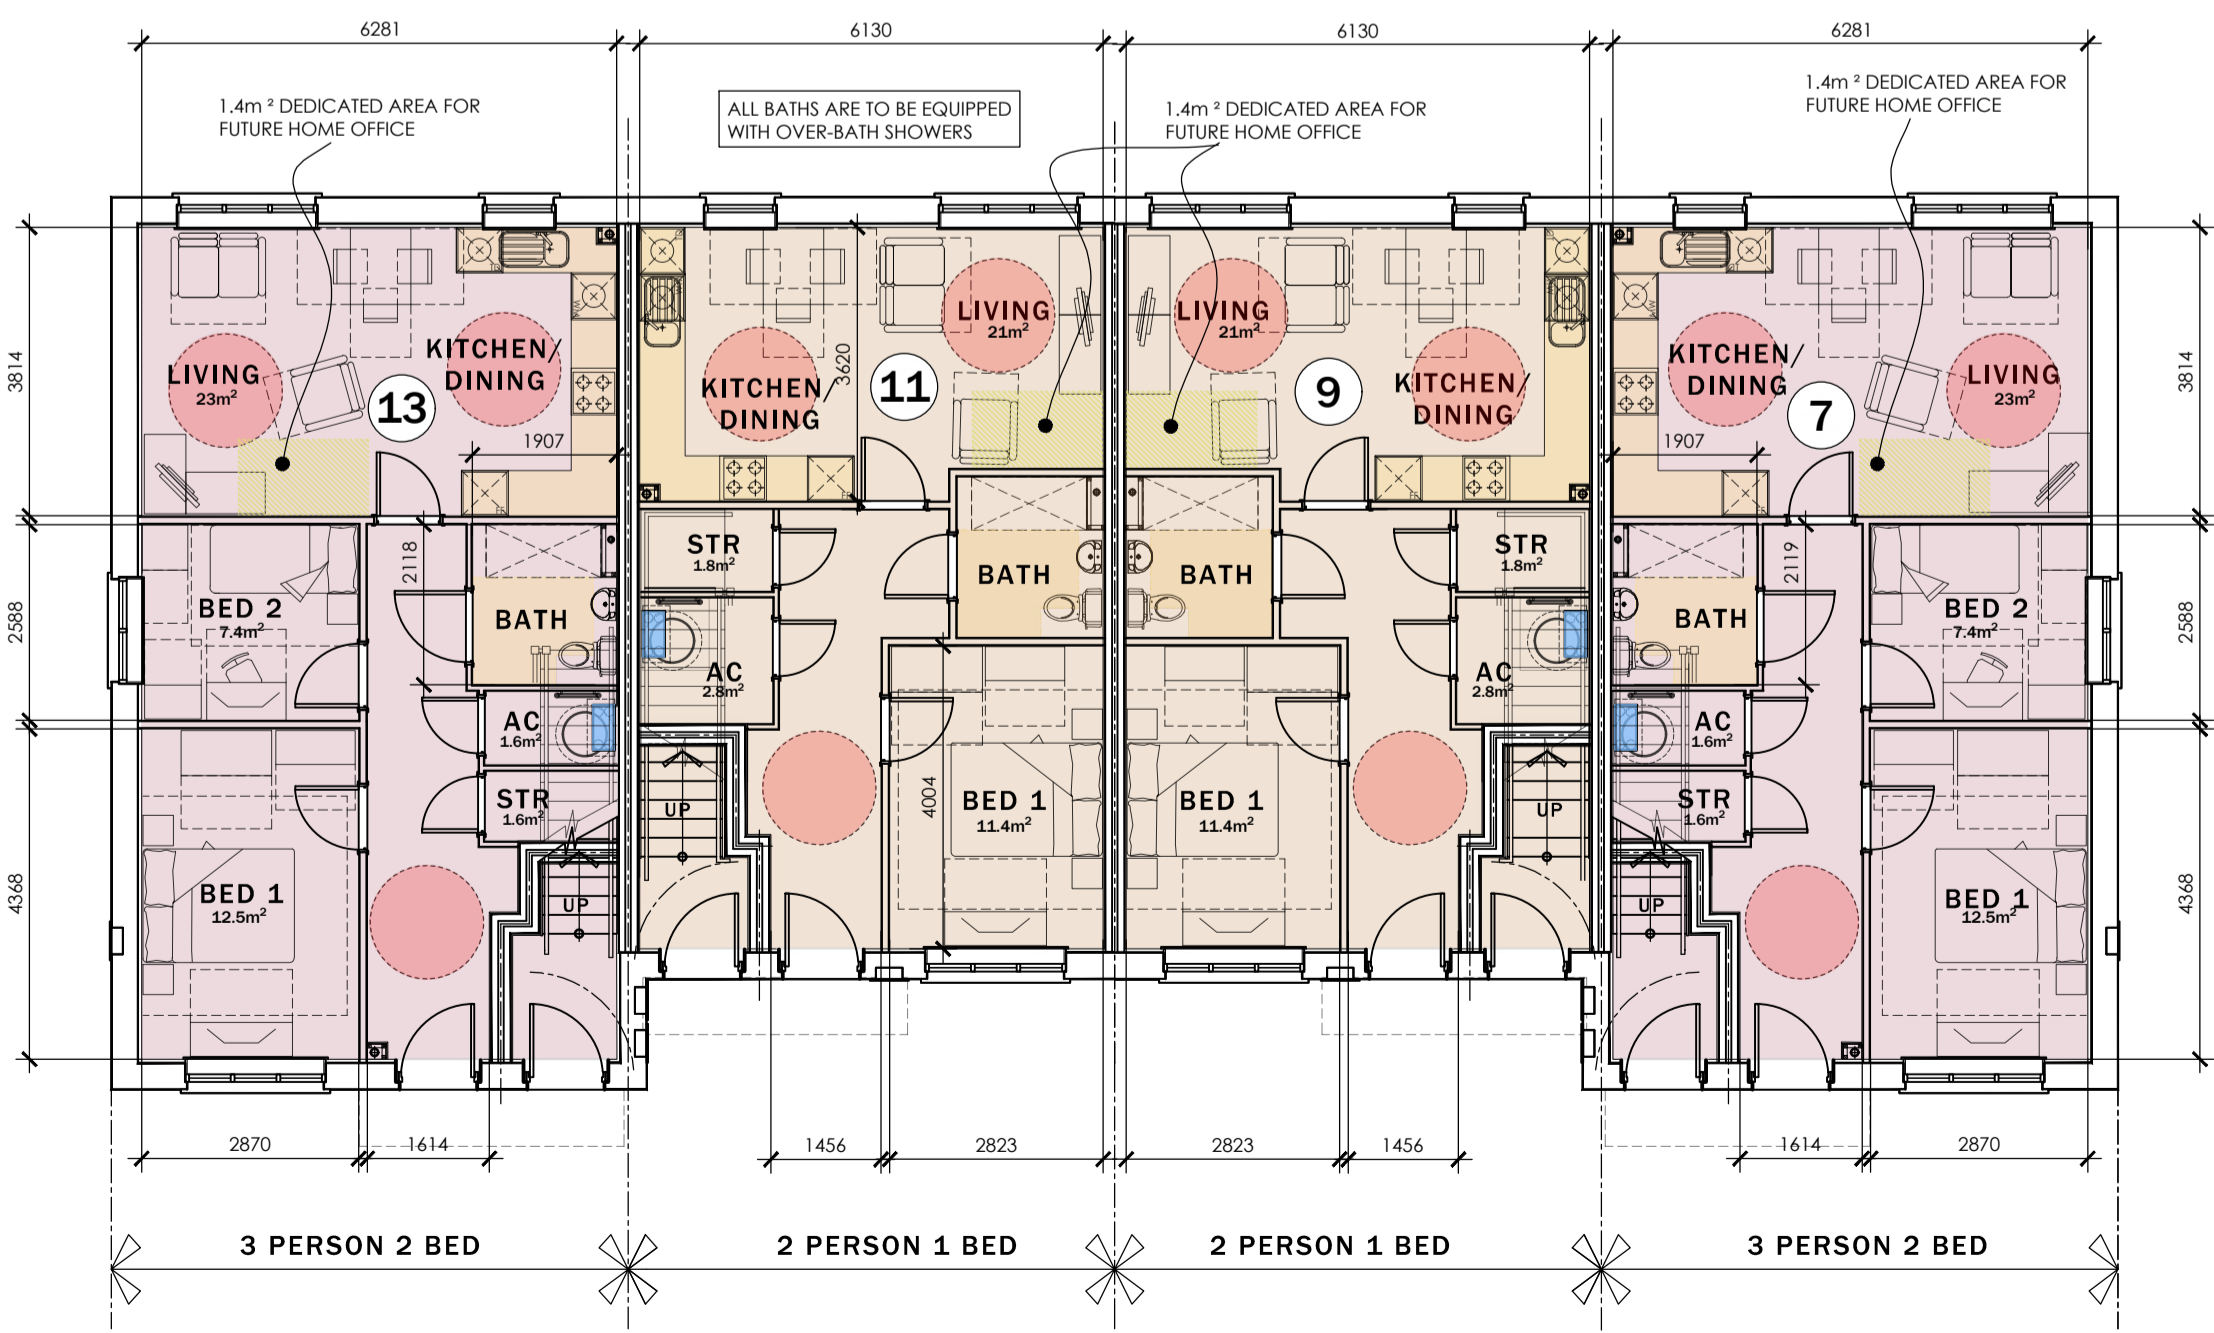 6281
6130
6130
6281
1.4m ² DEDICATED AREA FOR
FUTURE HOME OFFICE
ALL BATHS ARE TO BE EQUIPPED
WITH OVER-BATH SHOWERS
1.4m ² DEDICATED AREA FOR
FUTURE HOME OFFICE
1.4m ² DEDICATED AREA FOR
FUTURE HOME OFFICE
3814
2588
4368
LIVING
23m²
KITCHEN/
DINING
13
1907
2118
BED 2
7.4m²
BATH
AC
1.6m²
STR
1.6m²
UP
BED 1
12.5m²
KITCHEN/
DINING
3620
11
LIVING
21m²
STR
1.8m²
BATH
AC
2.8m²
UP
4004
BED 1
11.4m²
LIVING
21m²
9
KITCHEN/
DINING
BATH
STR
1.8m²
AC
2.8m²
BED 1
11.4m²
UP
KITCHEN/
DINING
7
LIVING
23m²
1907
2119
BATH
BED 2
7.4m²
AC
1.6m²
STR
1.6m²
UP
BED 1
12.5m²
3814
2588
4368
2870
1614
1456
2823
2823
1456
1614
2870
3 PERSON 2 BED
2 PERSON 1 BED
2 PERSON 1 BED
3 PERSON 2 BED